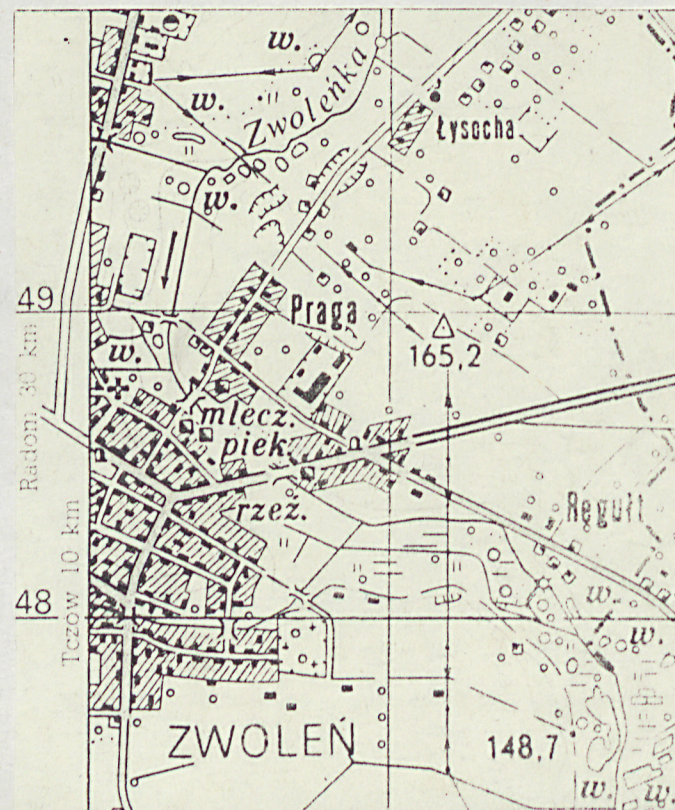 w.
w.
Zwoleńka
Łysocha
w.
49
Praga
165,2
w.
Radom 30 km
mlecz.
piek.
rzeź.
Ręgułt
Tczów 10 km
48
w.
w.
ZWOLEŃ
148,7
w.
w.